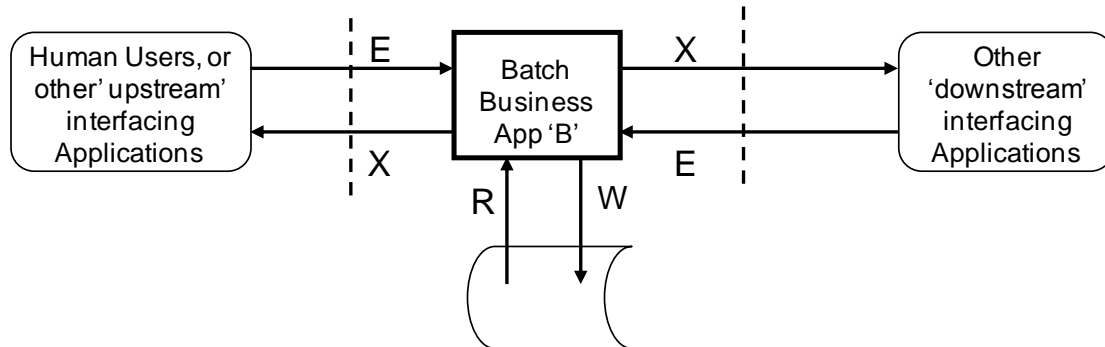 Human Users, or
other' upstream'
interfacing
Applications
E
X
Batch
Business
App 'B'
R
W
X
E
Other
'downstream'
interfacing
Applications